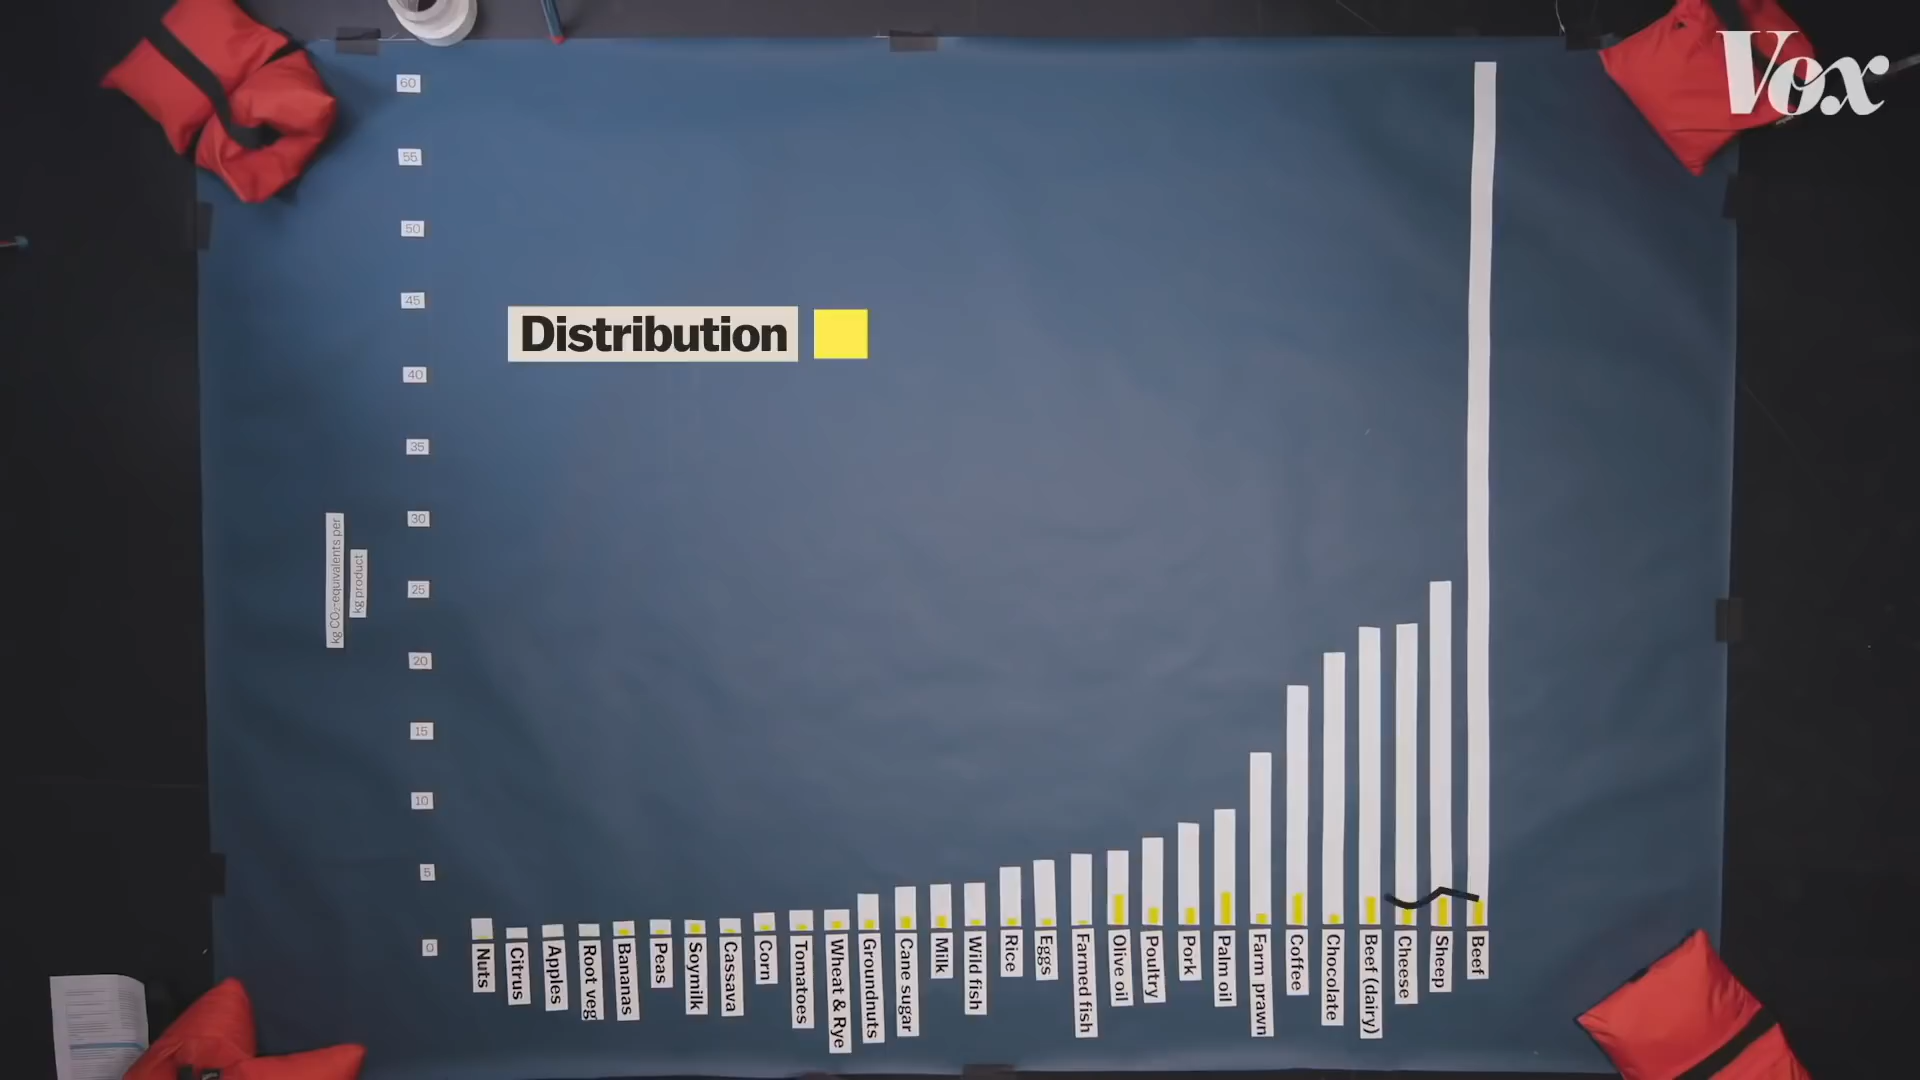 Vox
60
55
50
45
40
35
30
25
20
15
10
5
0
kg CO₂ equivalents per
kg product
Distribution
Nuts
Citrus
Apples
Root veg
Bananas
Peas
Soymilk
Cassava
Corn
Tomatoes
Wheat & Rye
Groundnuts
Cane sugar
Milk
Wild fish
Rice
Eggs
Farmed fish
Olive oil
Poultry
Pork
Palm oil
Farm prawn
Coffee
Chocolate
Beef (dairy)
Cheese
Sheep
Beef